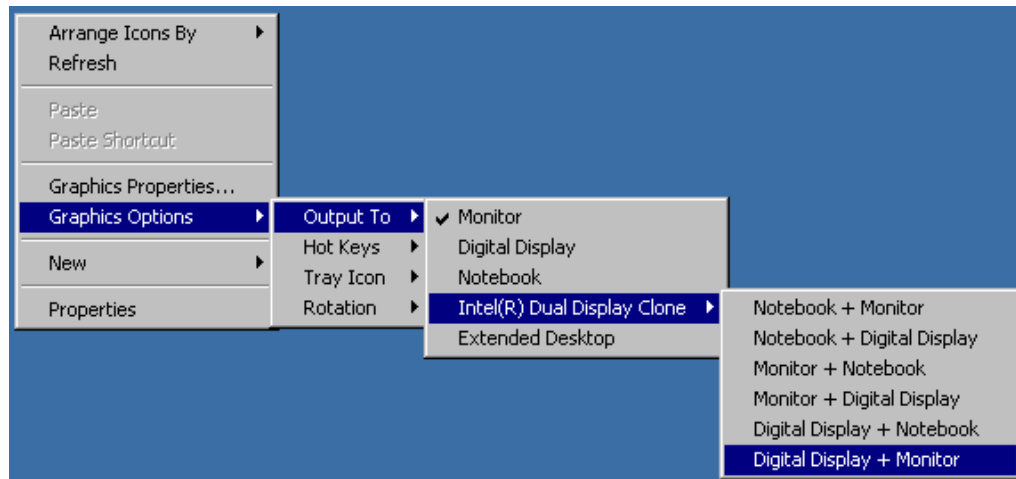 Arrange Icons By
Refresh
Paste
Paste Shortcut
Graphics Properties...
Graphics Options
New
Properties
Output To
Hot Keys
Tray Icon
Rotation
Monitor
Digital Display
Notebook
Intel(R) Dual Display Clone
Extended Desktop
Notebook + Monitor
Notebook + Digital Display
Monitor + Notebook
Monitor + Digital Display
Digital Display + Notebook
Digital Display + Monitor